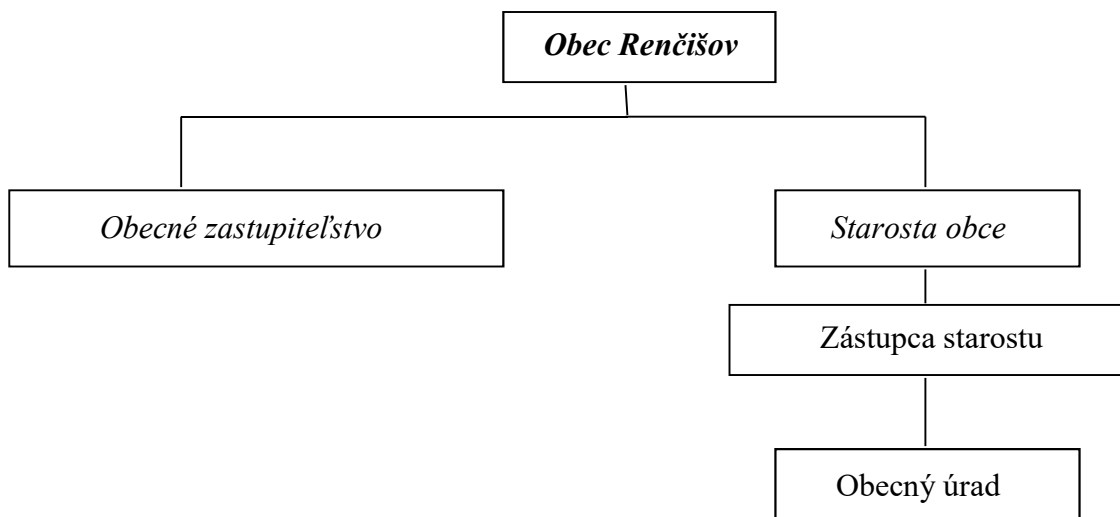 Obec Renčišov
Obecné zastupiteľstvo
Starosta obce
Zástupca starostu
Obecný úrad